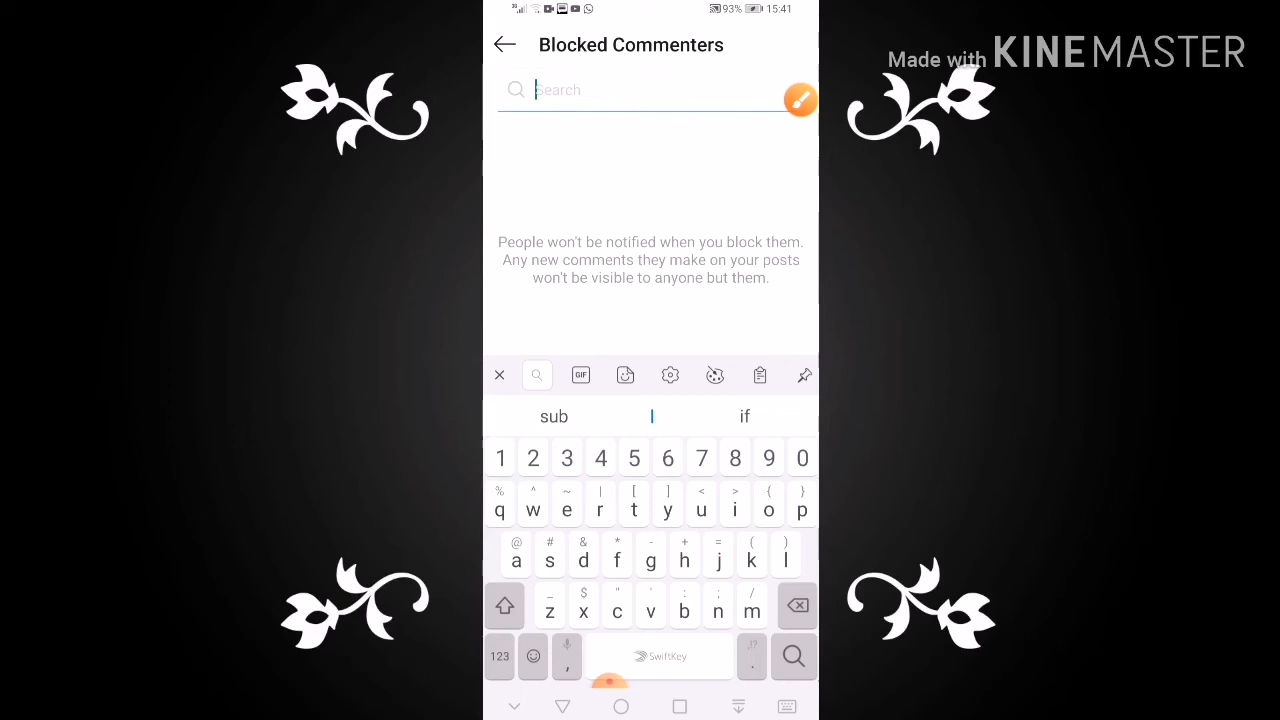 3G 93% 15:41
Blocked Commenters
Made with KINEMASTER
Search
People won't be notified when you block them.
Any new comments they make on your posts
won't be visible to anyone but them.
GIF
sub I if
1 2 3 4 5 6 7 8 9 0
% ^ ~ | [ ] < > { }
q w e r t y u i o p
@ # & * - + = ( )
a s d f g h j k l
_ $ " ' : ; /
z x c v b n m
123 , SwiftKey ,!? .